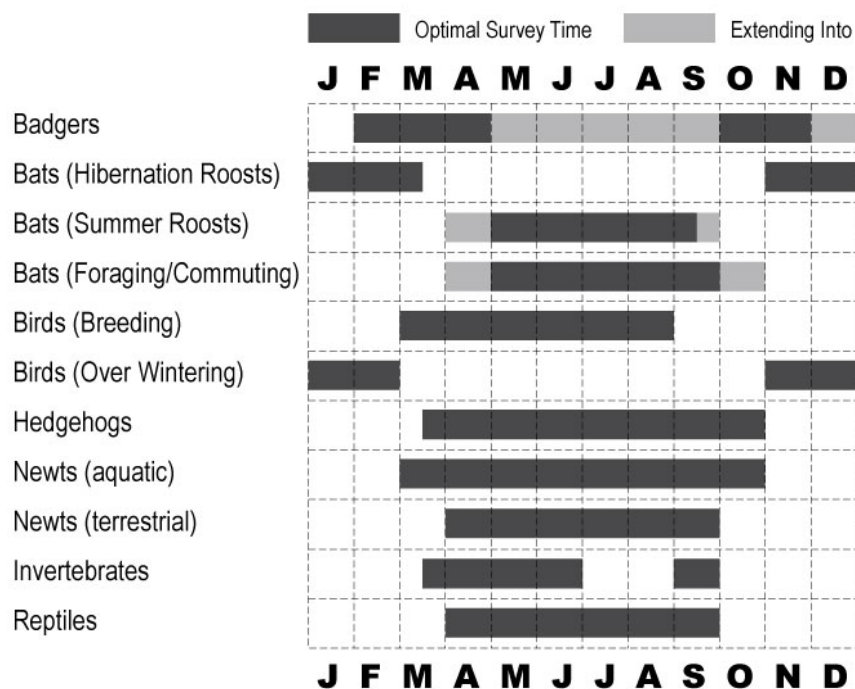 Optimal Survey Time Extending Into
J F M A M J J A S O N D
Badgers
Bats (Hibernation Roosts)
Bats (Summer Roosts)
Bats (Foraging/Commuting)
Birds (Breeding)
Birds (Over Wintering)
Hedgehogs
Newts (aquatic)
Newts (terrestrial)
Invertebrates
Reptiles
J F M A M J J A S O N D